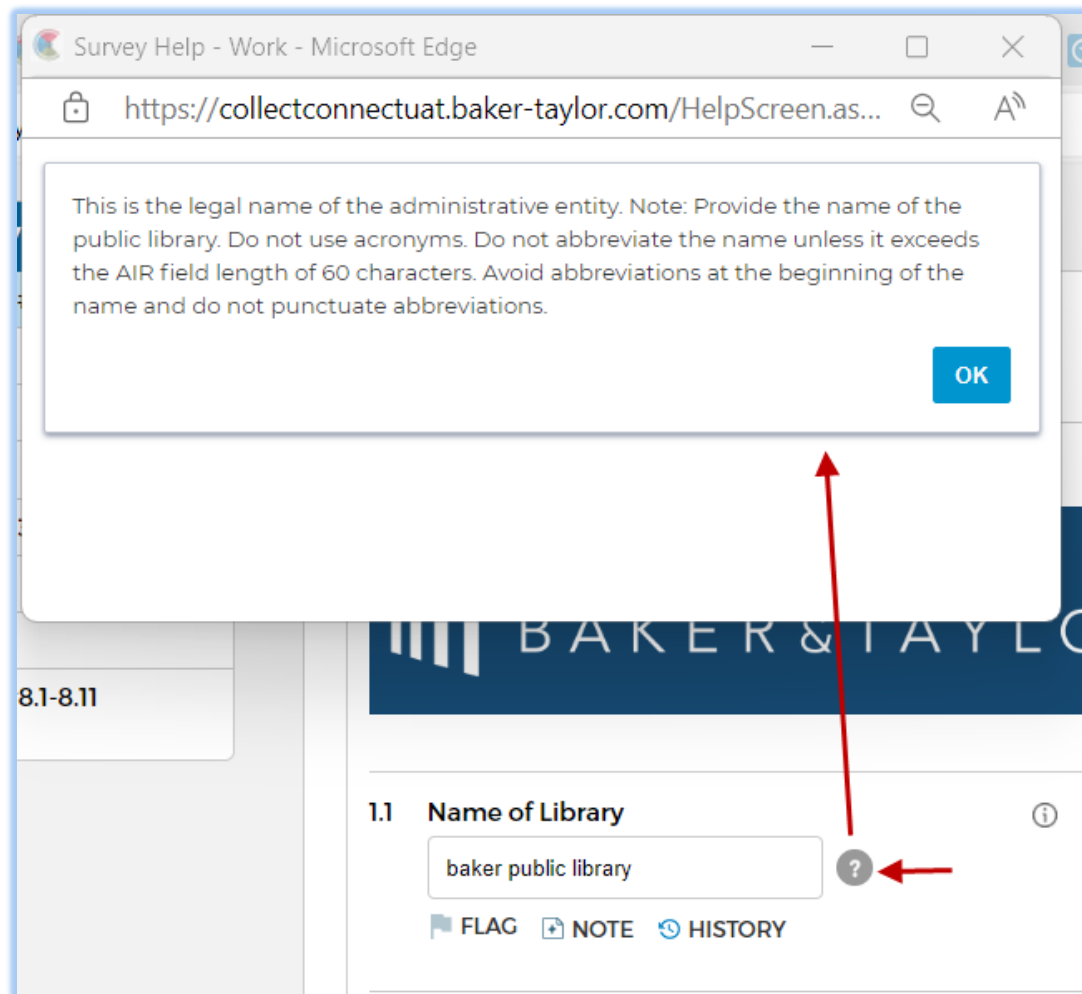 Survey Help - Work - Microsoft Edge
https://collectconnectuat.baker-taylor.com/HelpScreen.as...
This is the legal name of the administrative entity. Note: Provide the name of the
public library. Do not use acronyms. Do not abbreviate the name unless it exceeds
the AIR field length of 60 characters. Avoid abbreviations at the beginning of the
name and do not punctuate abbreviations.
OK
BAKER & TAYLO
8.1-8.11
1.1 Name of Library
baker public library
?
FLAG NOTE HISTORY